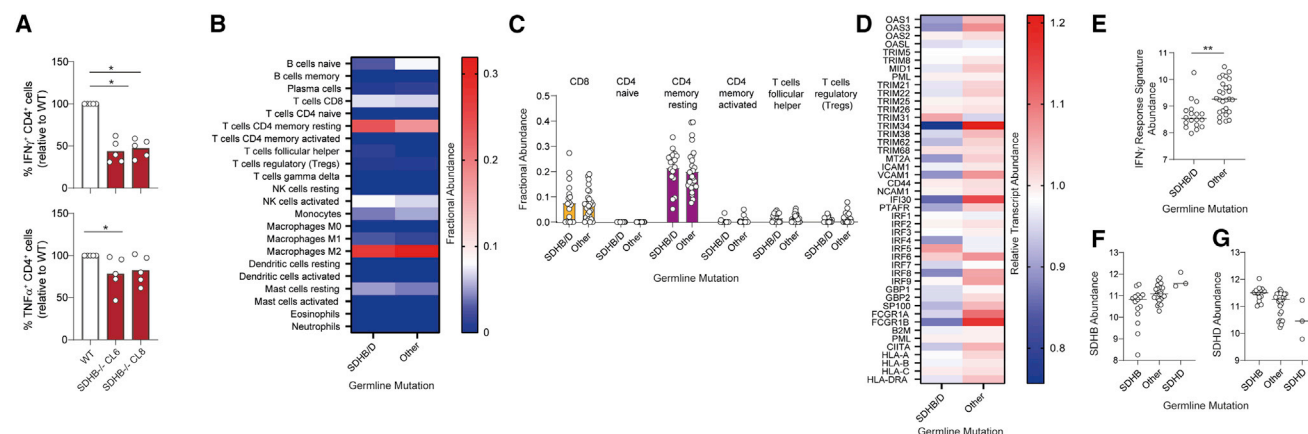 A
% IFNγ⁺ CD4⁺ cells
(relative to WT)
150
100
50
0
*
*
% TNFα⁺ CD4⁺ cells
(relative to WT)
150
100
50
0
*
WT
SDHB-/- CL6
SDHB-/- CL8
B
B cells naive
B cells memory
Plasma cells
T cells CD8
T cells CD4 naive
T cells CD4 memory resting
T cells CD4 memory activated
T cells follicular helper
T cells regulatory (Tregs)
T cells gamma delta
NK cells resting
NK cells activated
Monocytes
Macrophages M0
Macrophages M1
Macrophages M2
Dendritic cells resting
Dendritic cells activated
Mast cells resting
Mast cells activated
Eosinophils
Neutrophils
SDHB/D
Other
Germline Mutation
0.3
0.2
0.1
0
Fractional Abundance
C
CD8
CD4
naive
CD4
memory
resting
CD4
memory
activated
T cells
follicular
helper
T cells
regulatory
(Tregs)
Fractional Abundance
0.5
0.4
0.3
0.2
0.1
0.0
SDHB/D
Other
SDHB/D
Other
SDHB/D
Other
SDHB/D
Other
SDHB/D
Other
SDHB/D
Other
Germline Mutation
D
OAS1
OAS3
OAS2
OASL
TRIM5
TRIM8
MID1
PML
TRIM21
TRIM22
TRIM25
TRIM26
TRIM31
TRIM34
TRIM38
TRIM62
TRIM68
MT2A
ICAM1
VCAM1
CD44
NCAM1
IFI30
PTAFR
IRF1
IRF2
IRF3
IRF4
IRF5
IRF6
IRF7
IRF8
IRF9
GBP1
GBP2
SP100
FCGR1A
FCGR1B
B2M
PML
CIITA
HLA-A
HLA-B
HLA-C
HLA-DRA
SDHB/D
Other
Germline Mutation
1.2
1.1
1.0
0.9
0.8
Relative Transcript Abundance
E
IFNγ Response Signature
Abundance
11
10
9
8
7
**
SDHB/D
Other
Germline Mutation
F
SDHB Abundance
13
12
11
10
9
8
SDHB
Other
SDHD
G
SDHD Abundance
13
12
11
10
9
SDHB
Other
SDHD
Germline Mutation